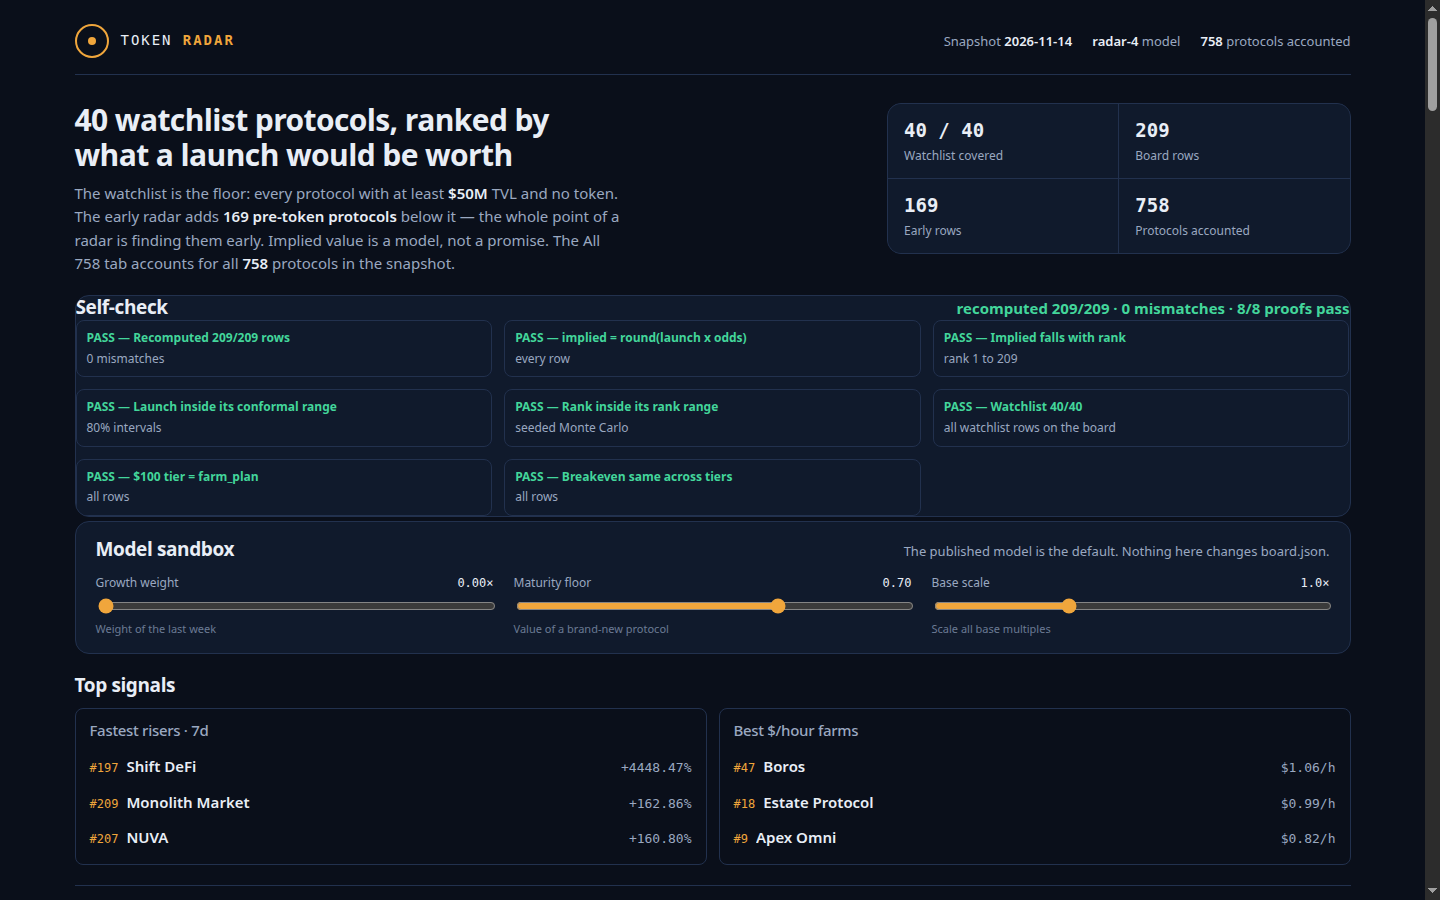 TOKEN RADAR
Snapshot 2026-11-14 radar-4 model 758 protocols accounted
40 watchlist protocols, ranked by
what a launch would be worth
The watchlist is the floor: every protocol with at least $50M TVL and no token.
The early radar adds 169 pre-token protocols below it — the whole point of a
radar is finding them early. Implied value is a model, not a promise. The All
758 tab accounts for all 758 protocols in the snapshot.
40 / 40
Watchlist covered
209
Board rows
169
Early rows
758
Protocols accounted
Self-check
recomputed 209/209 · 0 mismatches · 8/8 proofs pass
PASS — Recomputed 209/209 rows
0 mismatches
PASS — implied = round(launch x odds)
every row
PASS — Implied falls with rank
rank 1 to 209
PASS — Launch inside its conformal range
80% intervals
PASS — Rank inside its rank range
seeded Monte Carlo
PASS — Watchlist 40/40
all watchlist rows on the board
PASS — $100 tier = farm_plan
all rows
PASS — Breakeven same across tiers
all rows
Model sandbox
The published model is the default. Nothing here changes board.json.
Growth weight 0.00×
Weight of the last week
Maturity floor 0.70
Value of a brand-new protocol
Base scale 1.0×
Scale all base multiples
Top signals
Fastest risers · 7d
#197 Shift DeFi +4448.47%
#209 Monolith Market +162.86%
#207 NUVA +160.80%
Best $/hour farms
#47 Boros $1.06/h
#18 Estate Protocol $0.99/h
#9 Apex Omni $0.82/h